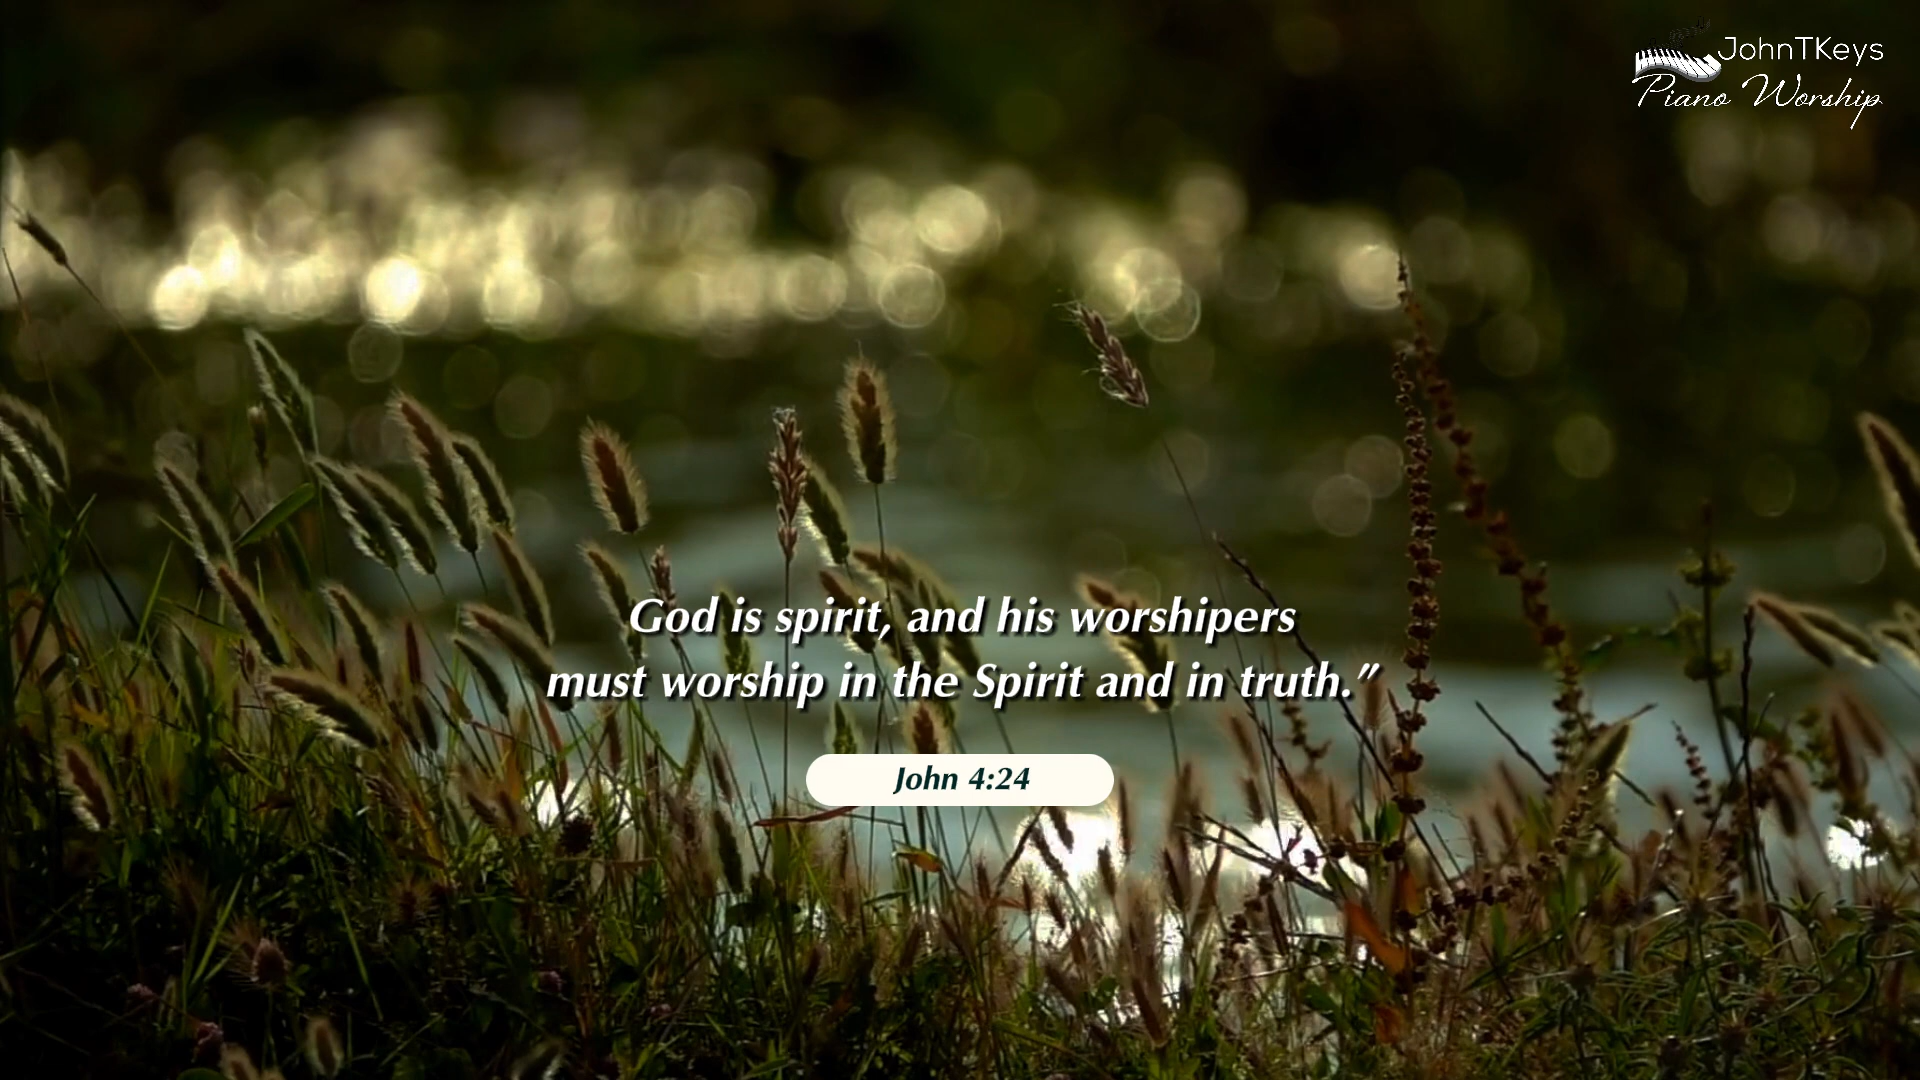 JohnTKeys
Piano Worship
God is spirit, and his worshipers
must worship in the Spirit and in truth.”
John 4:24